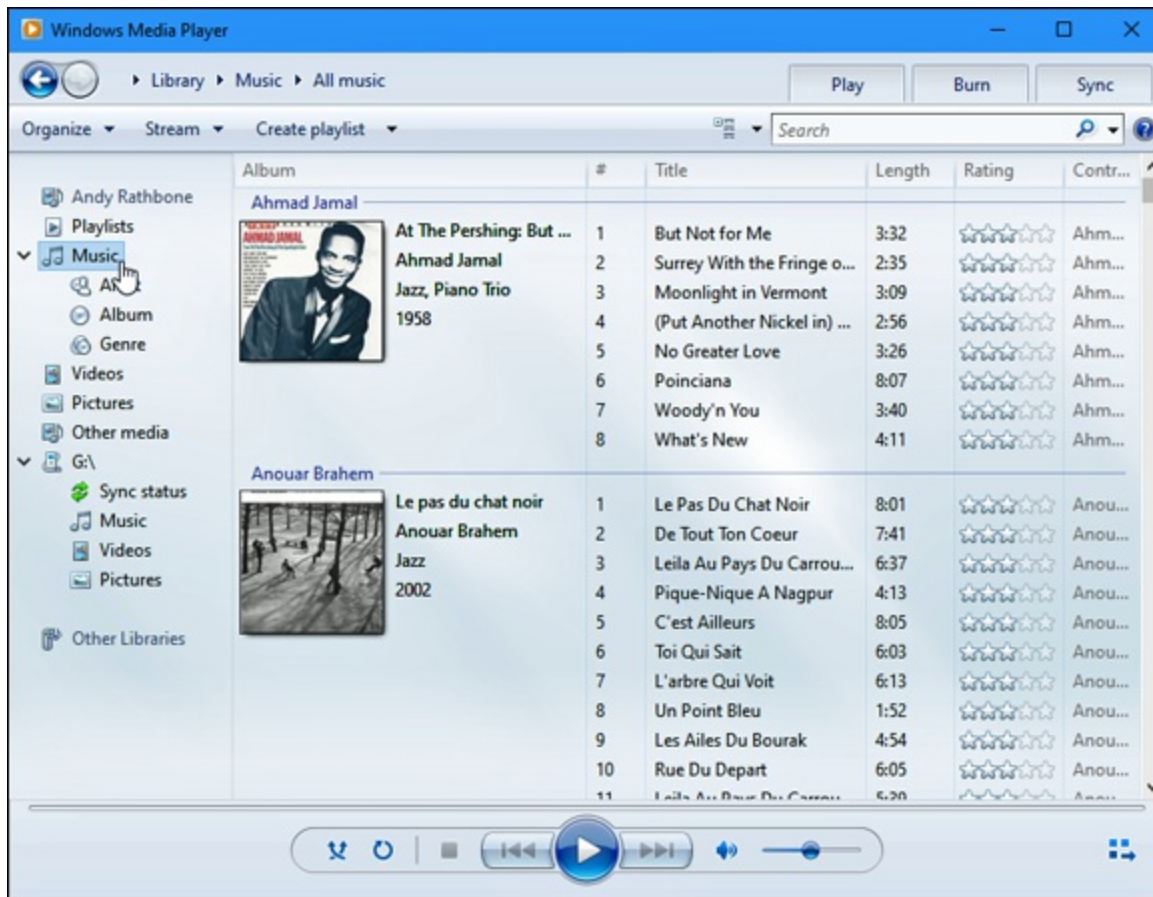 Windows Media Player
Library Music All music
Play Burn Sync
Organize Stream Create playlist Search
Album # Title Length Rating Contr...
Andy Rathbone
Playlists
Music
Album
Genre
Videos
Pictures
Other media
G:\
Sync status
Music
Videos
Pictures
Other Libraries
Ahmad Jamal
AHMAD JAMAL
At The Pershing: But ...
Ahmad Jamal
Jazz, Piano Trio
1958
1 But Not for Me 3:32 Ahm...
2 Surrey With the Fringe o... 2:35 Ahm...
3 Moonlight in Vermont 3:09 Ahm...
4 (Put Another Nickel in) ... 2:56 Ahm...
5 No Greater Love 3:26 Ahm...
6 Poinciana 8:07 Ahm...
7 Woody'n You 3:40 Ahm...
8 What's New 4:11 Ahm...
Anouar Brahem
Le pas du chat noir
Anouar Brahem
Jazz
2002
1 Le Pas Du Chat Noir 8:01 Anou...
2 De Tout Ton Coeur 7:41 Anou...
3 Leila Au Pays Du Carrou... 6:37 Anou...
4 Pique-Nique A Nagpur 4:13 Anou...
5 C'est Ailleurs 8:05 Anou...
6 Toi Qui Sait 6:03 Anou...
7 L'arbre Qui Voit 6:13 Anou...
8 Un Point Bleu 1:52 Anou...
9 Les Ailes Du Bourak 4:54 Anou...
10 Rue Du Depart 6:05 Anou...
11 Leila Au Pays Du Carrou...